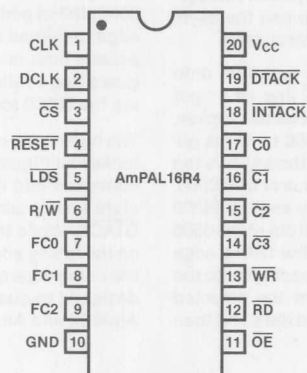 CLK 1 20 VCC
DCLK 2 19 DTACK
CS 3 18 INTACK
RESET 4 17 C0
LDS 5 AmPAL16R4 16 C1
R/W 6 15 C2
FC0 7 14 C3
FC1 8 13 WR
FC2 9 12 RD
GND 10 11 OE